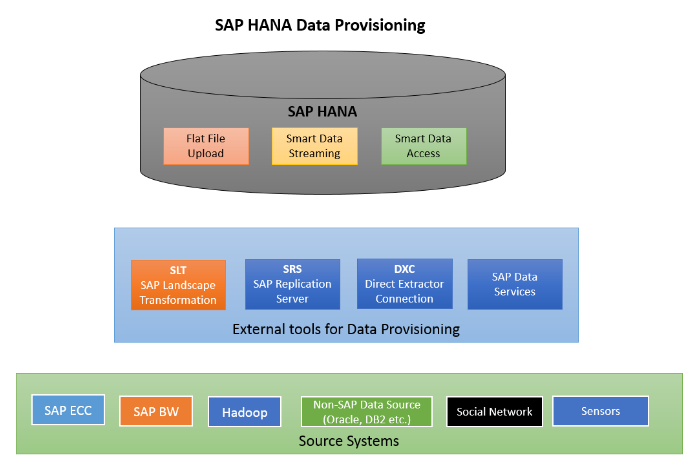 SAP HANA Data Provisioning
SAP HANA
Flat File
Upload
Smart Data
Streaming
Smart Data
Access
SLT
SAP Landscape
Transformation
SRS
SAP Replication
Server
DXC
Direct Extractor
Connection
SAP Data
Services
External tools for Data Provisioning
SAP ECC
SAP BW
Hadoop
Non-SAP Data Source
(Oracle, DB2 etc.)
Social Network
Sensors
Source Systems